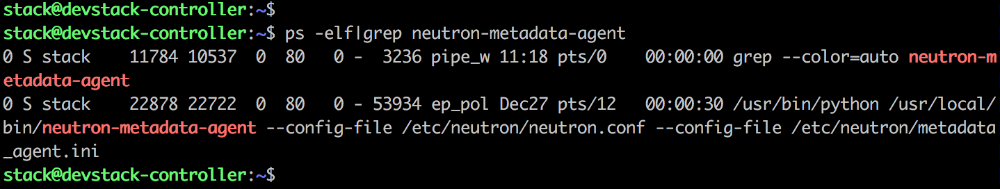 stack@devstack-controller:~$
stack@devstack-controller:~$ ps -elf|grep neutron-metadata-agent
0 S stack    11784 10537  0  80   0 -  3236 pipe_w 11:18 pts/0    00:00:00 grep --color=auto neutron-m
etadata-agent
0 S stack    22878 22722  0  80   0 - 53934 ep_pol Dec27 pts/12   00:00:30 /usr/bin/python /usr/local/
bin/neutron-metadata-agent --config-file /etc/neutron/neutron.conf --config-file /etc/neutron/metadata
_agent.ini
stack@devstack-controller:~$